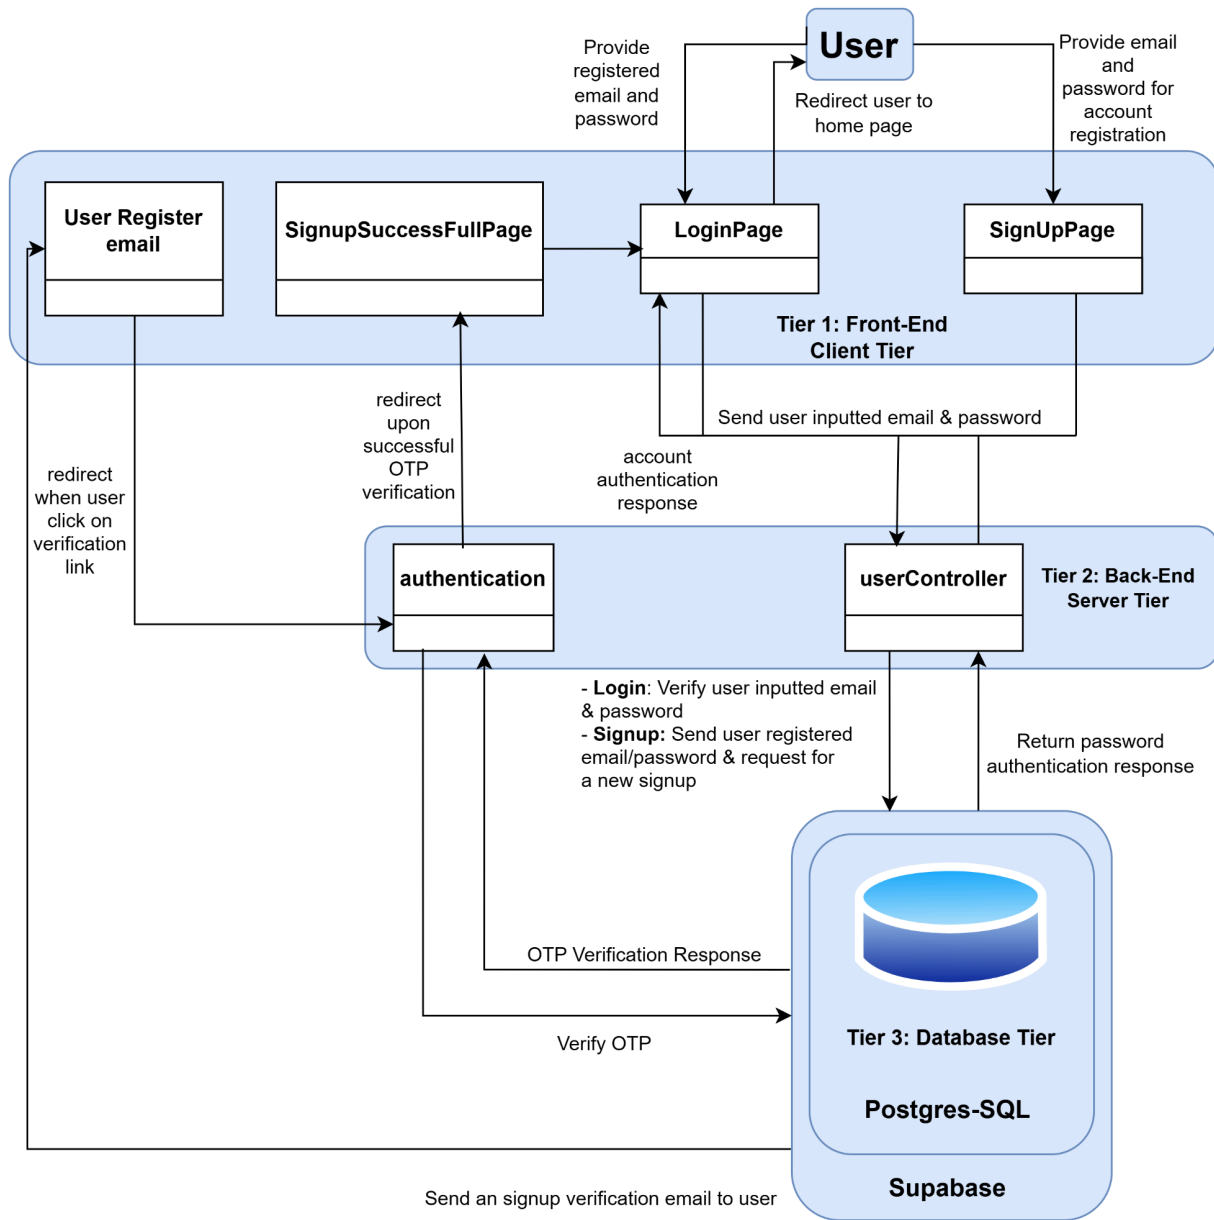 User
Provide
registered
email and
password
Redirect user to
home page
Provide email
and
password for
account
registration
User Register
email
SignupSuccessFullPage
LoginPage
SignUpPage
Tier 1: Front-End
Client Tier
redirect
upon
successful
OTP
verification
Send user inputted email & password
account
authentication
response
redirect
when user
click on
verification
link
authentication
userController
Tier 2: Back-End
Server Tier
- Login: Verify user inputted email
& password
- Signup: Send user registered
email/password & request for
a new signup
Return password
authentication response
OTP Verification Response
Verify OTP
Tier 3: Database Tier
Postgres-SQL
Supabase
Send an signup verification email to user